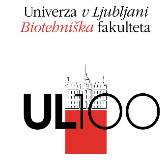 Univerza v Ljubljani
Biotehniška fakulteta
UL100